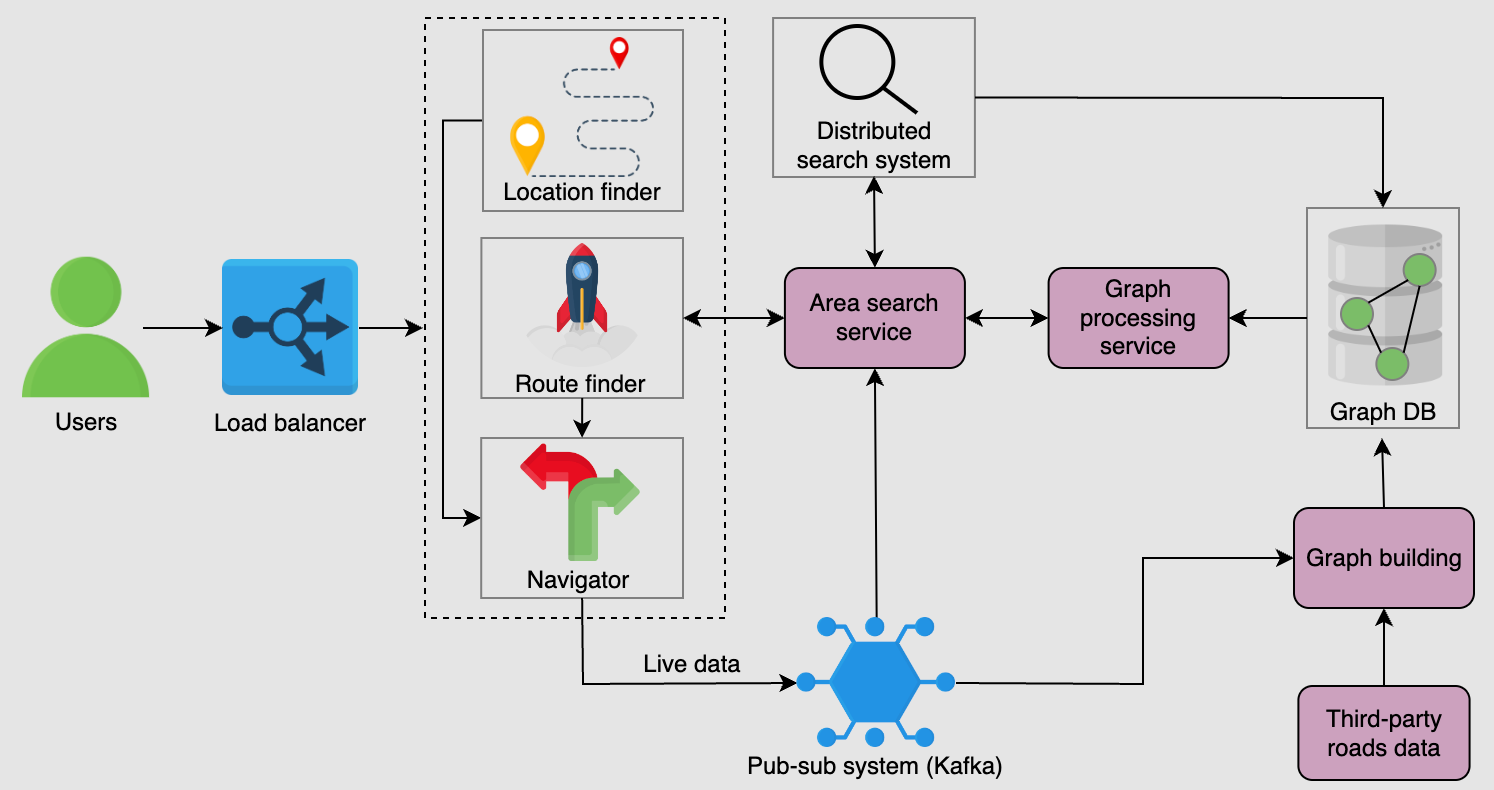 Location finder
Distributed
search system
Area search
service
Graph
processing
service
Route finder
Users
Load balancer
Graph DB
Navigator
Graph building
Live data
Third-party
roads data
Pub-sub system (Kafka)